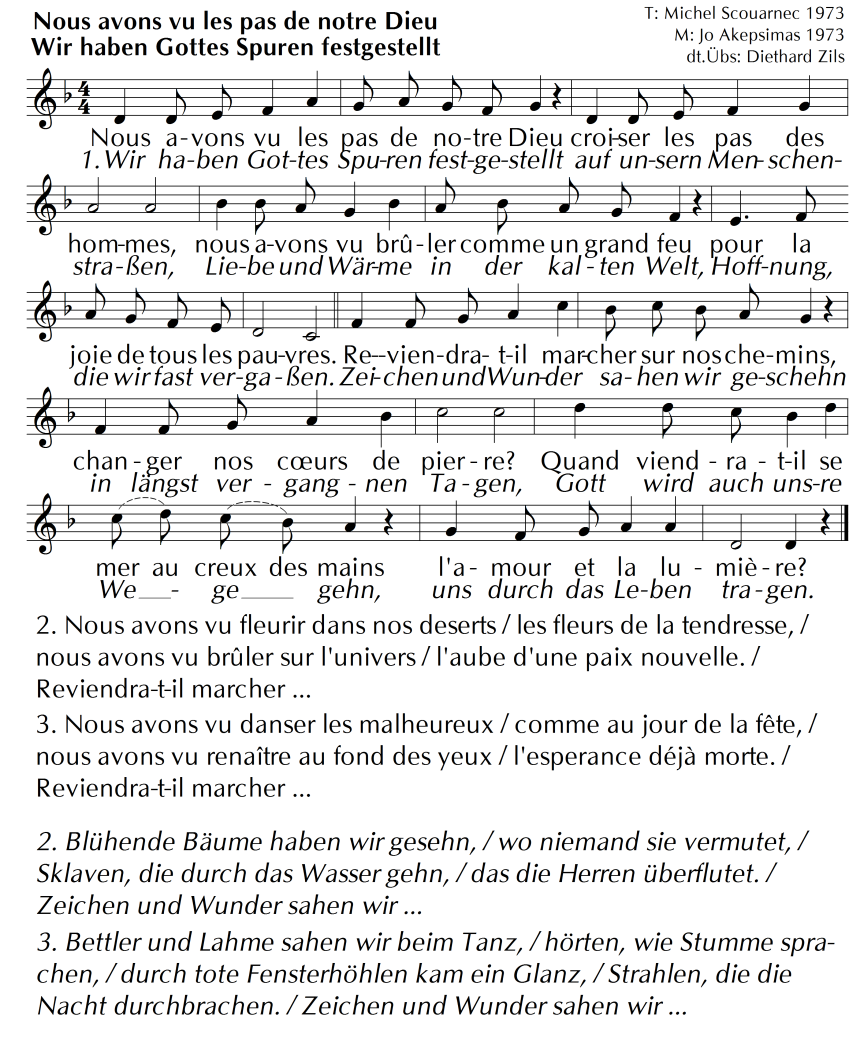 Nous avons vu les pas de notre Dieu
Wir haben Gottes Spuren festgestellt
T: Michel Scouarnec 1973
M: Jo Akepsimas 1973
dt.Übs: Diethard Zils
Nous a-vons vu les pas de no-tre Dieu croi-ser les pas des
1. Wir ha-ben Got-tes Spu-ren fest-ge-stellt auf un-sern Men-schen-
hom-mes, nous a-vons vu brû-ler comme un grand feu pour la
stra-ßen, Lie-be und Wär-me in der kal-ten Welt, Hoff-nung,
joie de tous les pau-vres. Re--vien-dra- t-il mar-cher sur nos che-mins,
die wir fast ver-ga-ßen. Zei-chen und Wun-der sa-hen wir ge-schehn
chan-ger nos cœurs de pier-re? Quand viend-ra-t-il se
in längst ver-gang-nen Ta-gen, Gott wird auch uns-re
mer au creux des mains l'a-mour et la lu-miè-re?
We___- ge____ gehn, uns durch das Le-ben tra-gen.
2. Nous avons vu fleurir dans nos deserts / les fleurs de la tendresse, /
nous avons vu brûler sur l'univers / l'aube d'une paix nouvelle. /
Reviendra-t-il marcher ...
3. Nous avons vu danser les malheureux / comme au jour de la fête, /
nous avons vu renaître au fond des yeux / l'esperance déjà morte. /
Reviendra-t-il marcher ...
2. Blühende Bäume haben wir gesehn, / wo niemand sie vermutet, /
Sklaven, die durch das Wasser gehn, / das die Herren überflutet. /
Zeichen und Wunder sahen wir ...
3. Bettler und Lahme sahen wir beim Tanz, / hörten, wie Stumme spra-
chen, / durch tote Fensterhöhlen kam ein Glanz, / Strahlen, die die
Nacht durchbrachen. / Zeichen und Wunder sahen wir ...